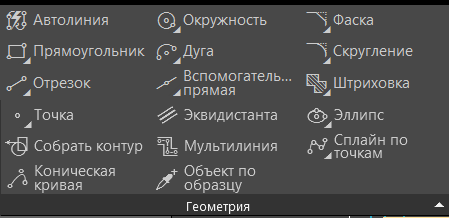 Автолиния
Окружность
Фаска
Прямоугольник
Дуга
Скругление
Отрезок
Вспомогатель...
прямая
Штриховка
Точка
Эквидистанта
Эллипс
Собрать контур
Мультилиния
Сплайн по
точкам
Коническая
кривая
Объект по
образцу
Геометрия